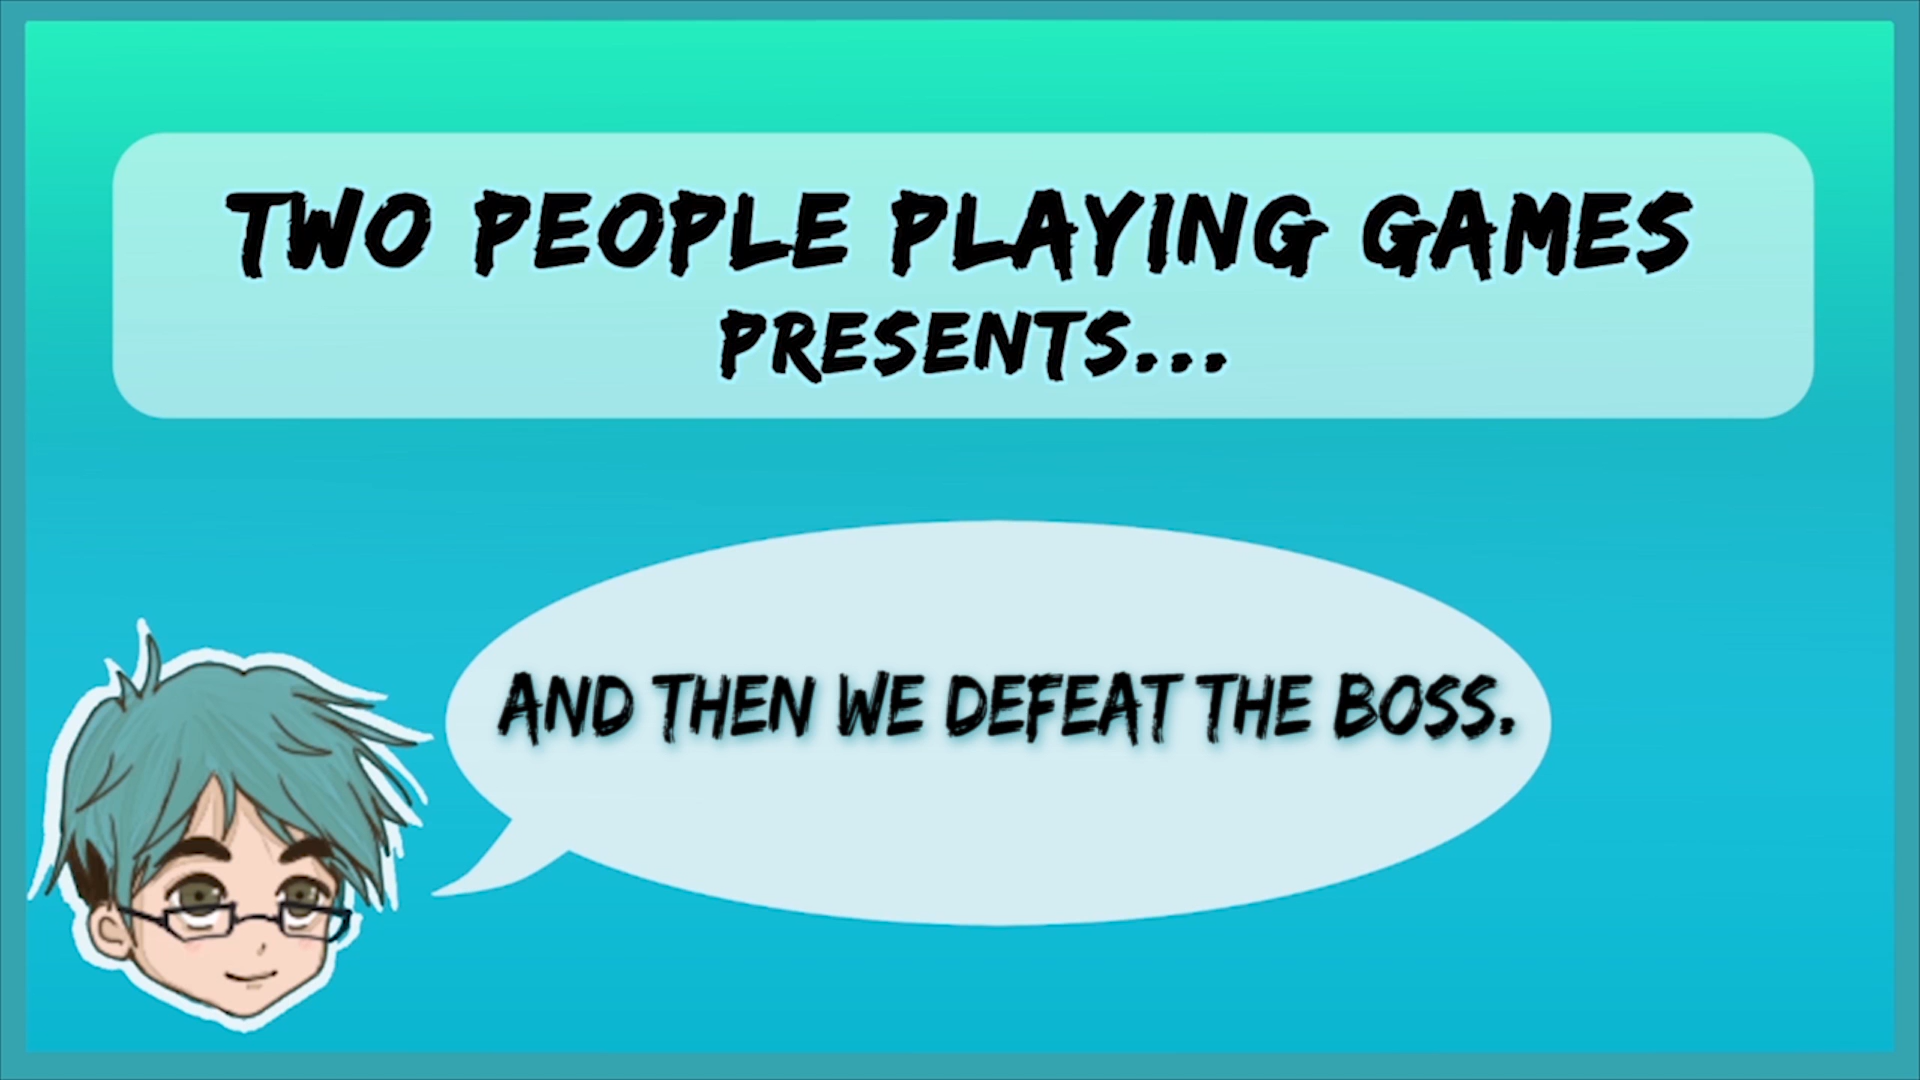 TWO PEOPLE PLAYING GAMES
PRESENTS...
AND THEN WE DEFEAT THE BOSS.